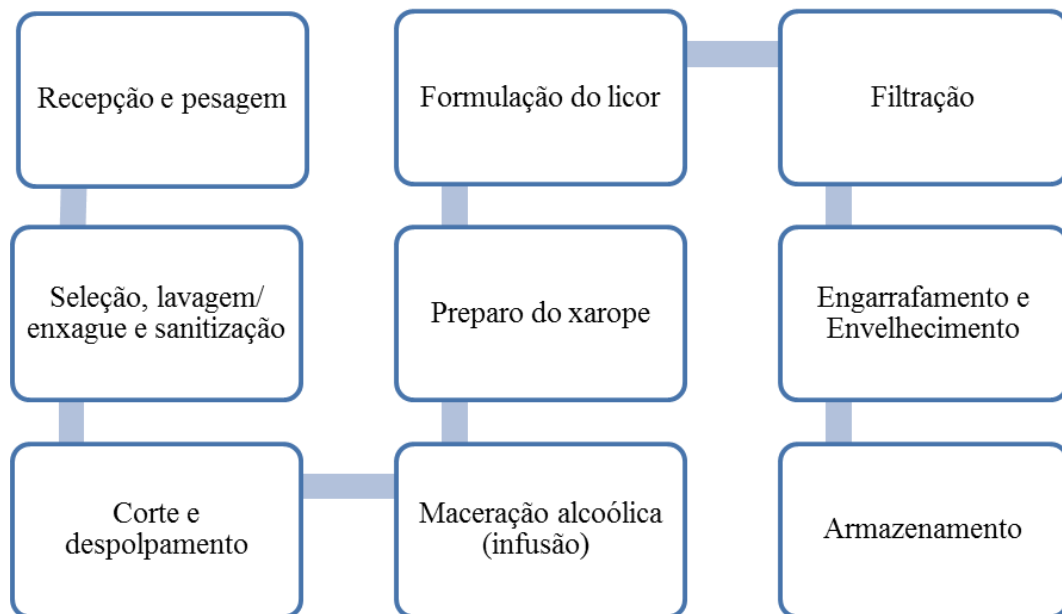 Recepção e pesagem
Seleção, lavagem/
enxague e sanitização
Corte e
despolpamento
Maceração alcoólica
(infusão)
Preparo do xarope
Formulação do licor
Filtração
Engarrafamento e
Envelhecimento
Armazenamento